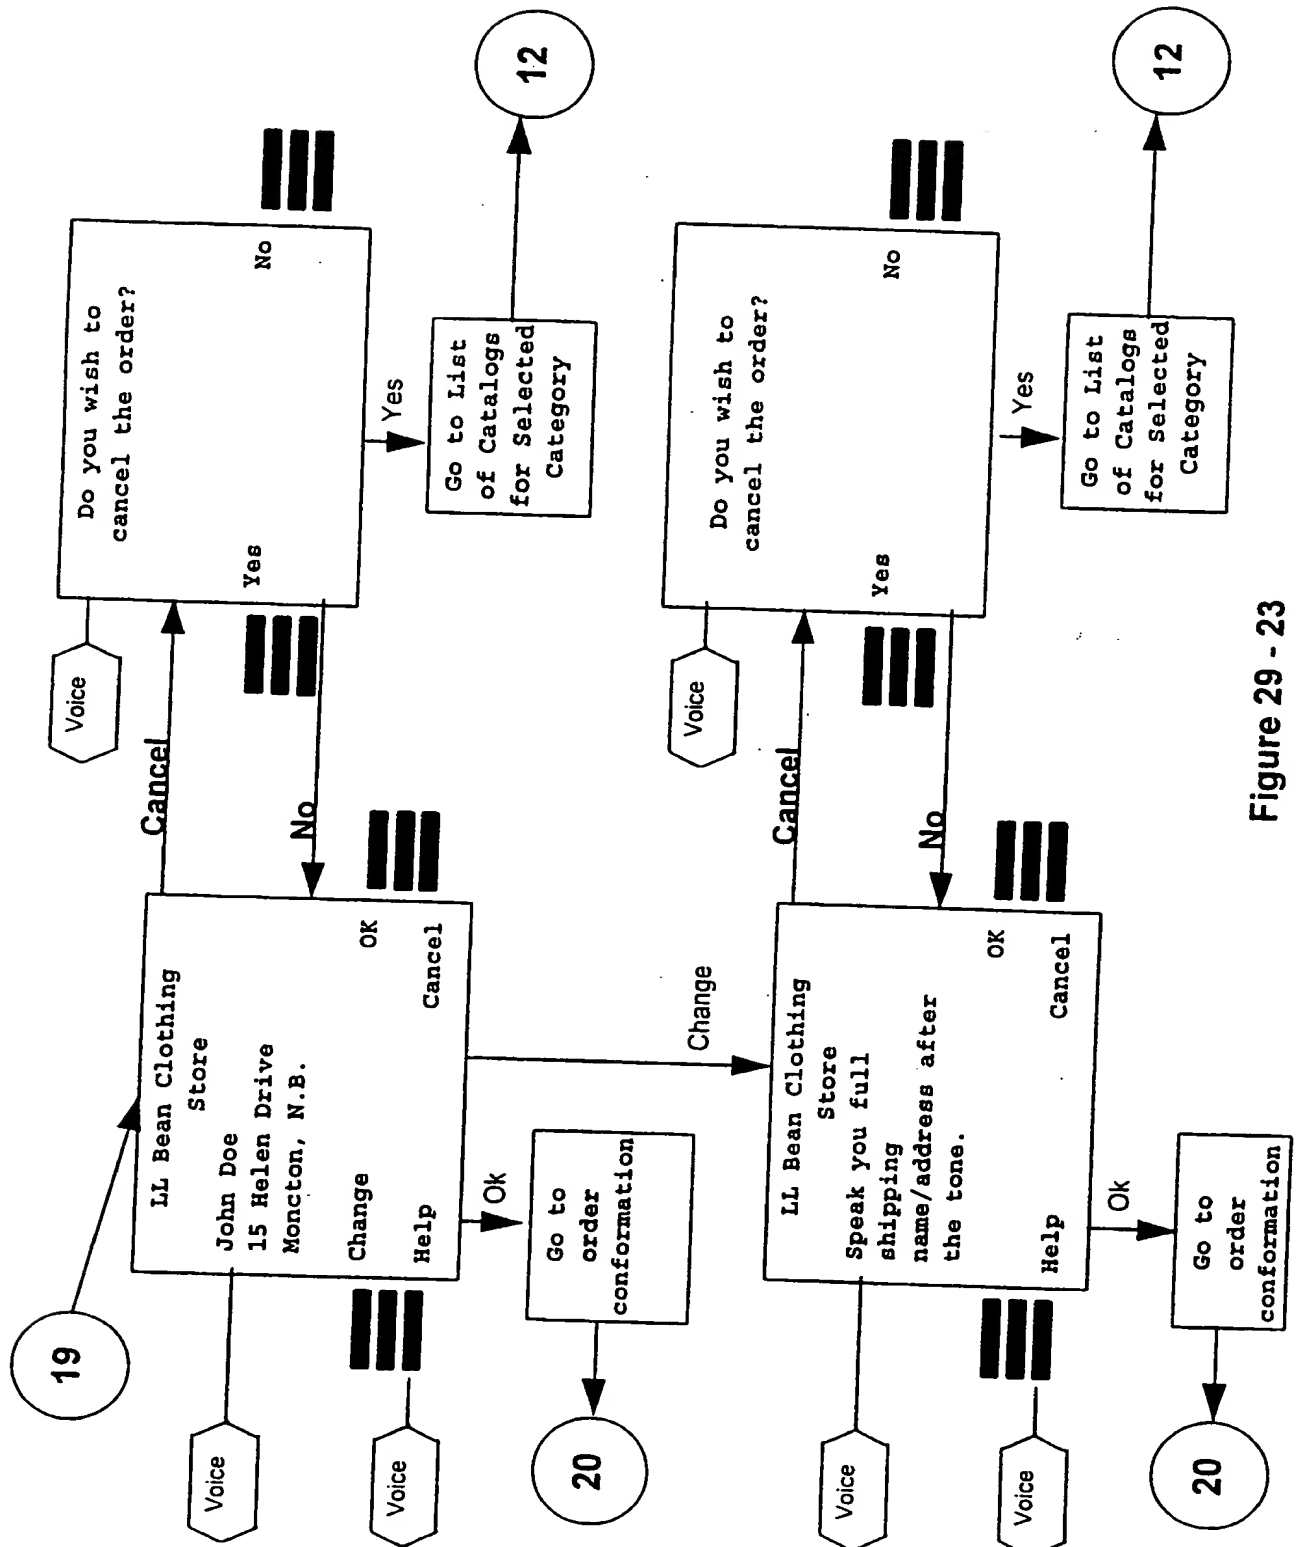 19
LL Bean Clothing
Store
John Doe
15 Helen Drive
Moncton, N.B.
Change
OK
Help
Cancel
Voice
Voice
Cancel
No
Voice
Do you wish to
cancel the order?
Yes
No
Yes
Go to List
of Catalogs
for Selected
Category
12
Ok
Go to
order
conformation
20
Change
LL Bean Clothing
Store
Speak you full
shipping
name/address after
the tone.
OK
Help
Cancel
Voice
Voice
Cancel
No
Voice
Do you wish to
cancel the order?
Yes
No
Yes
Go to List
of Catalogs
for Selected
Category
12
Ok
Go to
order
conformation
20
Figure 29 - 23